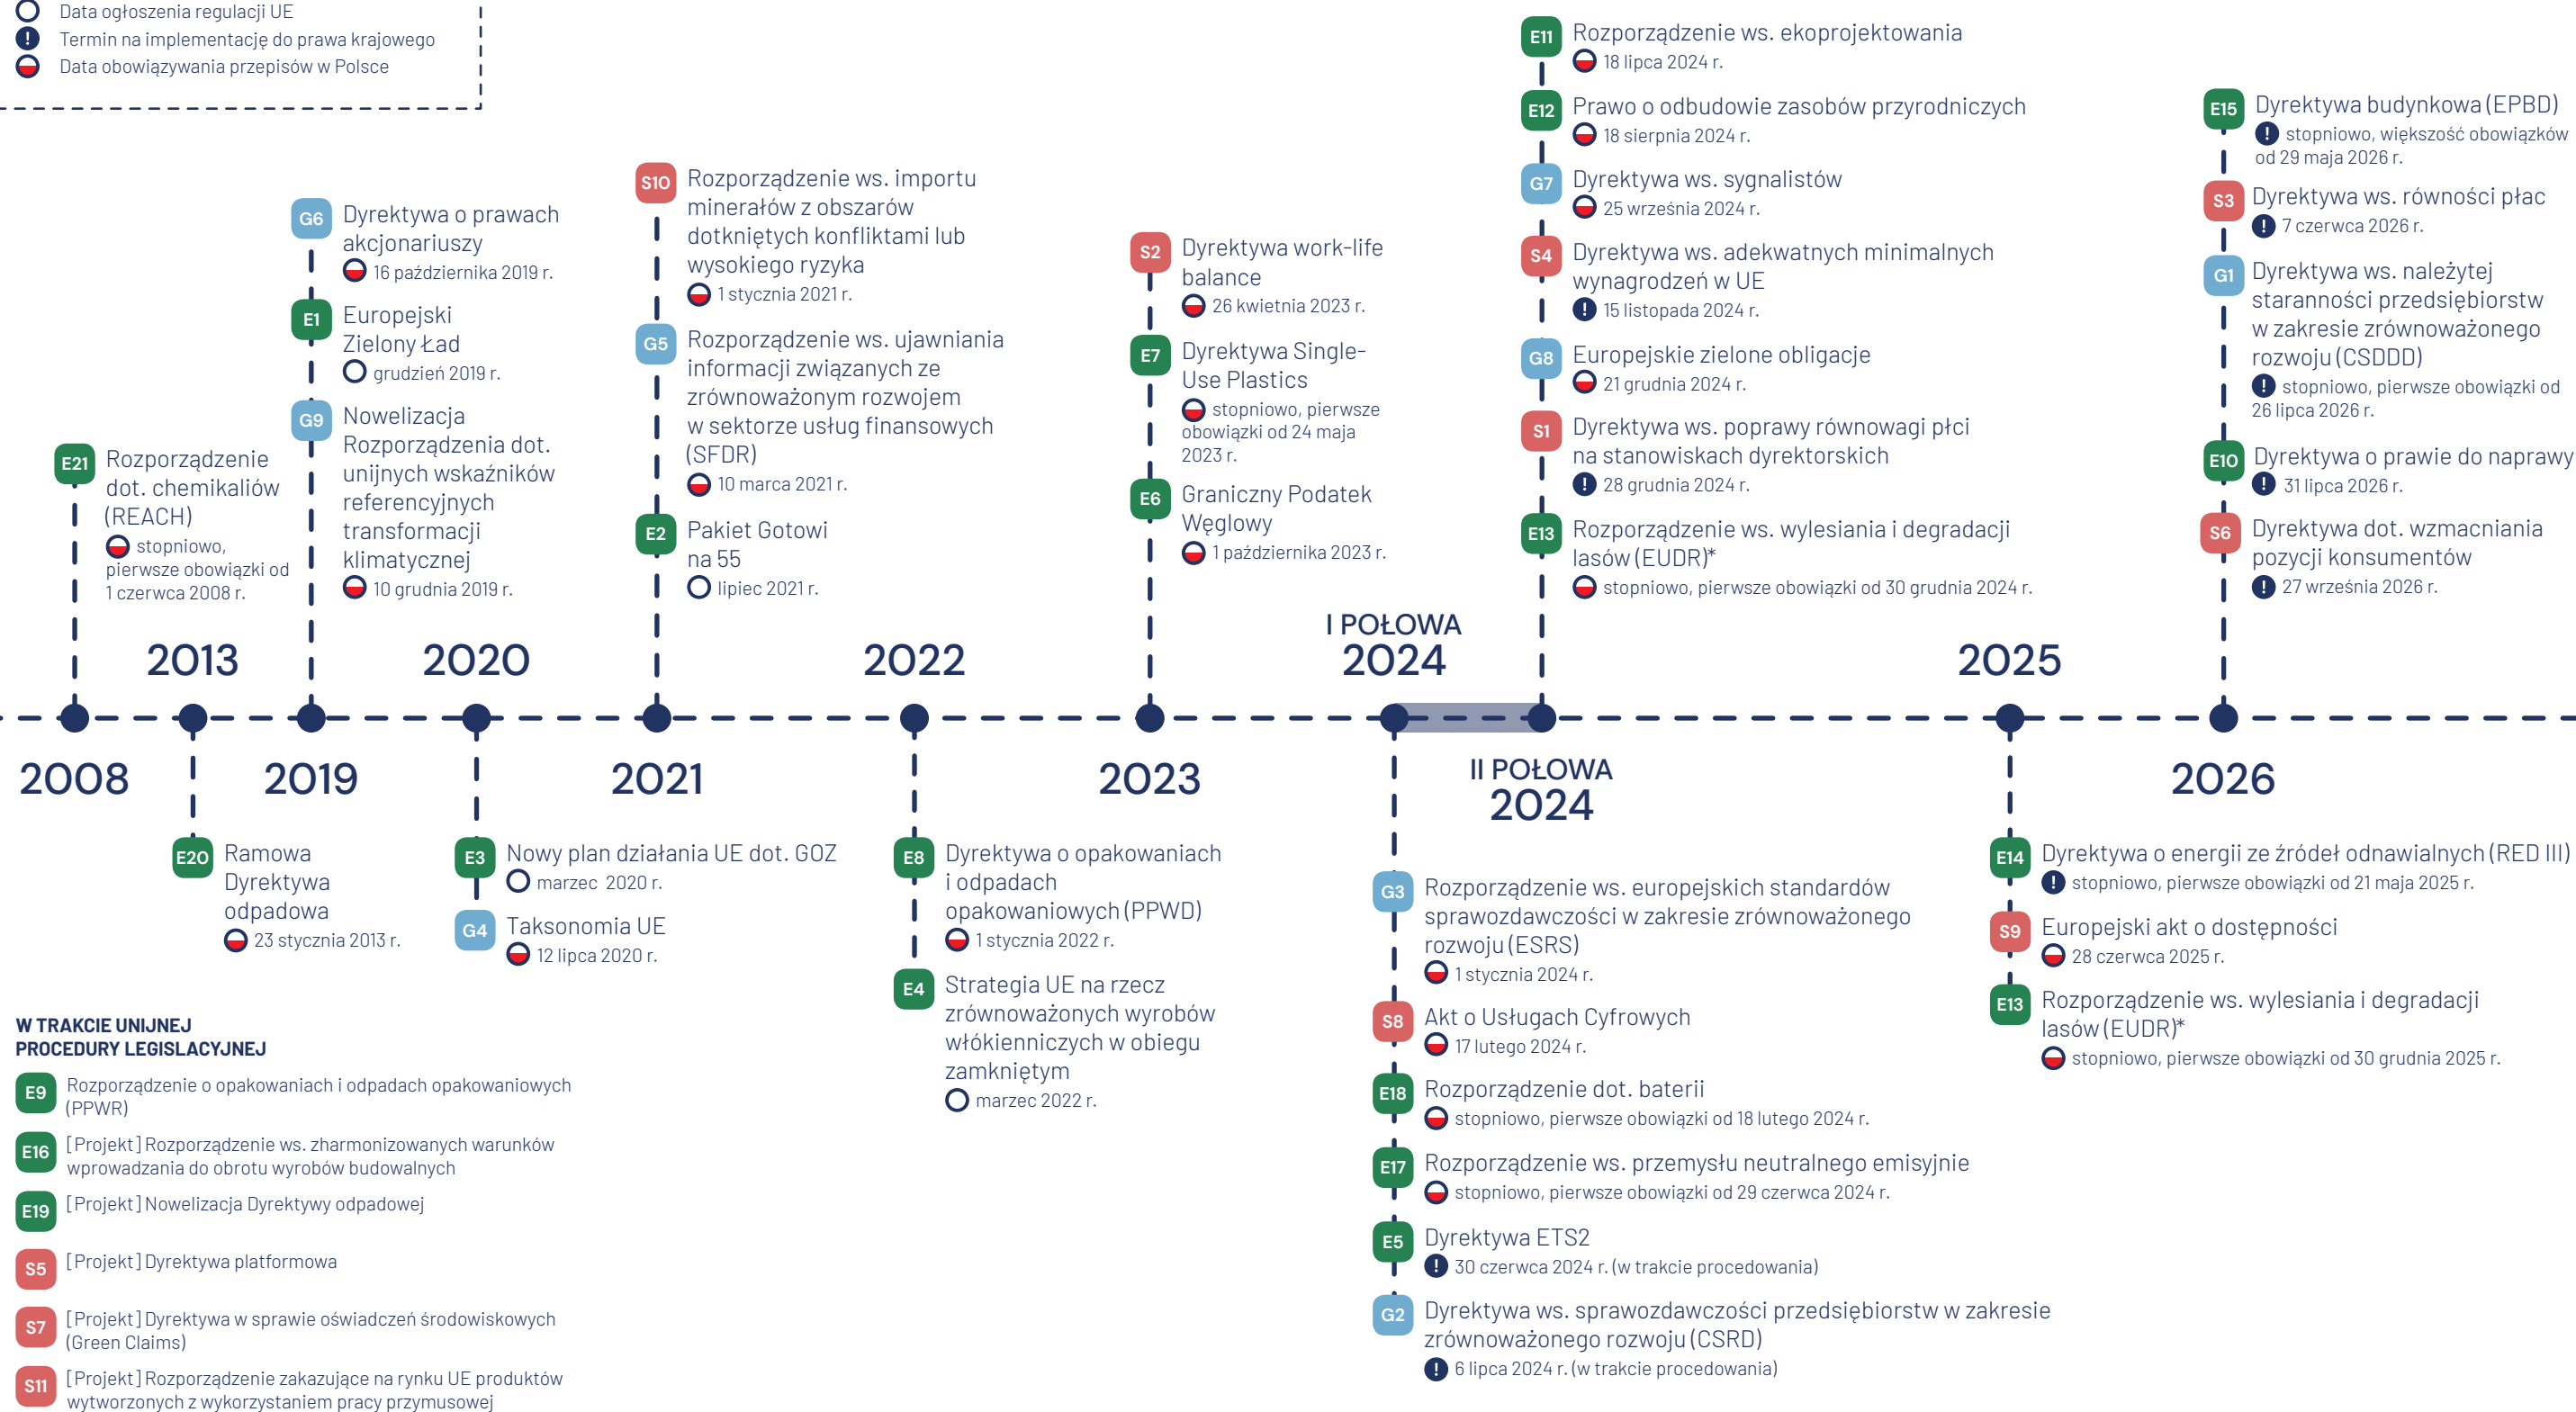 Data ogłoszenia regulacji UE
! Termin na implementację do prawa krajowego
Data obowiązywania przepisów w Polsce
E21 Rozporządzenie
dot. chemikaliów
(REACH)
stopniowo,
pierwsze obowiązki od
1 czerwca 2008 r.
2008
2013
E20 Ramowa
Dyrektywa
odpadowa
23 stycznia 2013 r.
G6 Dyrektywa o prawach
akcjonariuszy
16 października 2019 r.
E1 Europejski
Zielony Ład
grudzień 2019 r.
G9 Nowelizacja
Rozporządzenia dot.
unijnych wskaźników
referencyjnych
transformacji
klimatycznej
10 grudnia 2019 r.
2019
2020
E3 Nowy plan działania UE dot. GOZ
marzec 2020 r.
G4 Taksonomia UE
12 lipca 2020 r.
S10 Rozporządzenie ws. importu
minerałów z obszarów
dotkniętych konfliktami lub
wysokiego ryzyka
1 stycznia 2021 r.
G5 Rozporządzenie ws. ujawniania
informacji związanych ze
zrównoważonym rozwojem
w sektorze usług finansowych
(SFDR)
10 marca 2021 r.
E2 Pakiet Gotowi
na 55
lipiec 2021 r.
2021
2022
E8 Dyrektywa o opakowaniach
i odpadach
opakowaniowych (PPWD)
1 stycznia 2022 r.
E4 Strategia UE na rzecz
zrównoważonych wyrobów
włókienniczych w obiegu
zamkniętym
marzec 2022 r.
S2 Dyrektywa work-life
balance
26 kwietnia 2023 r.
E7 Dyrektywa Single-
Use Plastics
stopniowo, pierwsze
obowiązki od 24 maja
2023 r.
E6 Graniczny Podatek
Węglowy
1 października 2023 r.
2023
I POŁOWA
2024
G3 Rozporządzenie ws. europejskich standardów
sprawozdawczości w zakresie zrównoważonego
rozwoju (ESRS)
1 stycznia 2024 r.
S8 Akt o Usługach Cyfrowych
17 lutego 2024 r.
E18 Rozporządzenie dot. baterii
stopniowo, pierwsze obowiązki od 18 lutego 2024 r.
E17 Rozporządzenie ws. przemysłu neutralnego emisyjnie
stopniowo, pierwsze obowiązki od 29 czerwca 2024 r.
E5 Dyrektywa ETS2
! 30 czerwca 2024 r. (w trakcie procedowania)
G2 Dyrektywa ws. sprawozdawczości przedsiębiorstw w zakresie
zrównoważonego rozwoju (CSRD)
! 6 lipca 2024 r. (w trakcie procedowania)
E11 Rozporządzenie ws. ekoprojektowania
18 lipca 2024 r.
E12 Prawo o odbudowie zasobów przyrodniczych
18 sierpnia 2024 r.
G7 Dyrektywa ws. sygnalistów
25 września 2024 r.
S4 Dyrektywa ws. adekwatnych minimalnych
wynagrodzeń w UE
! 15 listopada 2024 r.
G8 Europejskie zielone obligacje
21 grudnia 2024 r.
S1 Dyrektywa ws. poprawy równowagi płci
na stanowiskach dyrektorskich
! 28 grudnia 2024 r.
E13 Rozporządzenie ws. wylesiania i degradacji
lasów (EUDR)*
stopniowo, pierwsze obowiązki od 30 grudnia 2024 r.
II POŁOWA
2024
2025
E14 Dyrektywa o energii ze źródeł odnawialnych (RED III)
! stopniowo, pierwsze obowiązki od 21 maja 2025 r.
S9 Europejski akt o dostępności
28 czerwca 2025 r.
E13 Rozporządzenie ws. wylesiania i degradacji
lasów (EUDR)*
stopniowo, pierwsze obowiązki od 30 grudnia 2025 r.
E15 Dyrektywa budynkowa (EPBD)
! stopniowo, większość obowiązków
od 29 maja 2026 r.
S3 Dyrektywa ws. równości płac
! 7 czerwca 2026 r.
G1 Dyrektywa ws. należytej
staranności przedsiębiorstw
w zakresie zrównoważonego
rozwoju (CSDDD)
! stopniowo, pierwsze obowiązki od
26 lipca 2026 r.
E10 Dyrektywa o prawie do naprawy
! 31 lipca 2026 r.
S6 Dyrektywa dot. wzmacniania
pozycji konsumentów
! 27 września 2026 r.
2026
W TRAKCIE UNIJNEJ
PROCEDURY LEGISLACYJNEJ
E9 Rozporządzenie o opakowaniach i odpadach opakowaniowych
(PPWR)
E16 [Projekt] Rozporządzenie ws. zharmonizowanych warunków
wprowadzania do obrotu wyrobów budowalnych
E19 [Projekt] Nowelizacja Dyrektywy odpadowej
S5 [Projekt] Dyrektywa platformowa
S7 [Projekt] Dyrektywa w sprawie oświadczeń środowiskowych
(Green Claims)
S11 [Projekt] Rozporządzenie zakazujące na rynku UE produktów
wytworzonych z wykorzystaniem pracy przymusowej